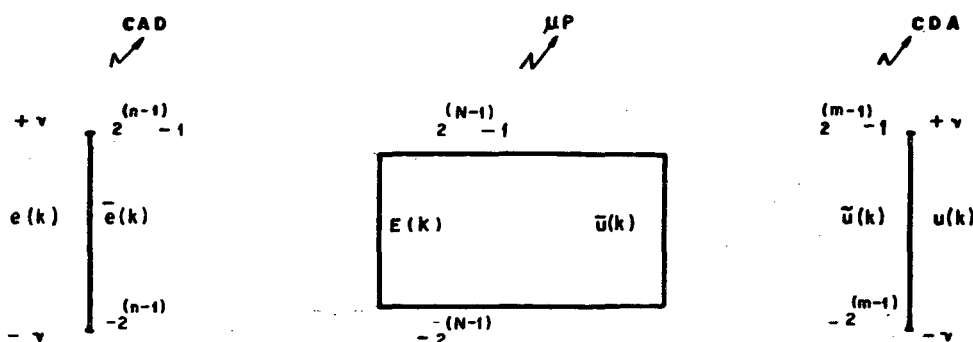 CAD μP CDA
2^(n-1) - 1 2^(N-1) - 1 2^(m-1) - 1
+ v + v
e(k) ē(k) E(k) ū(k) ũ(k) u(k)
-2^(n-1) -2^(N-1) -2^(m-1)
- v - v